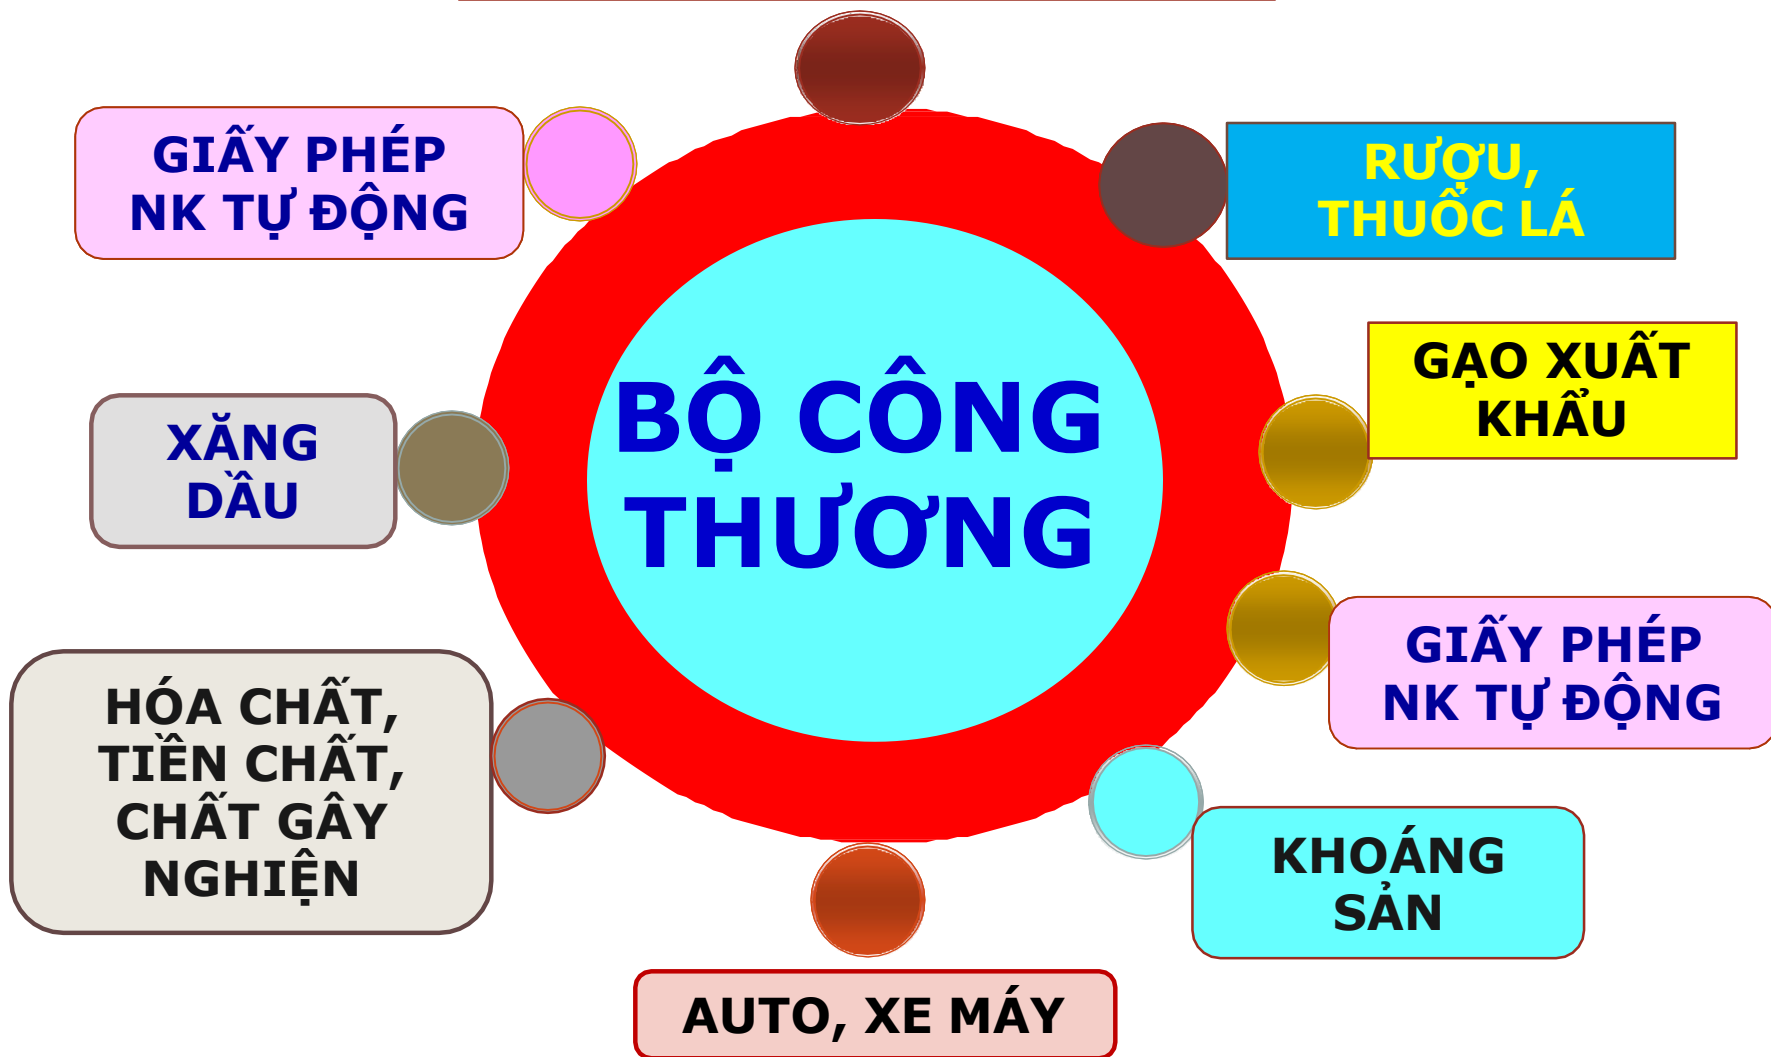 GIẤY PHÉP
NK TỰ ĐỘNG
RƯỢU,
THUỐC LÁ
GẠO XUẤT
KHẨU
BỘ CÔNG
THƯƠNG
XĂNG
DẦU
GIẤY PHÉP
NK TỰ ĐỘNG
HÓA CHẤT,
TIỀN CHẤT,
CHẤT GÂY
NGHIỆN
KHOÁNG
SẢN
AUTO, XE MÁY